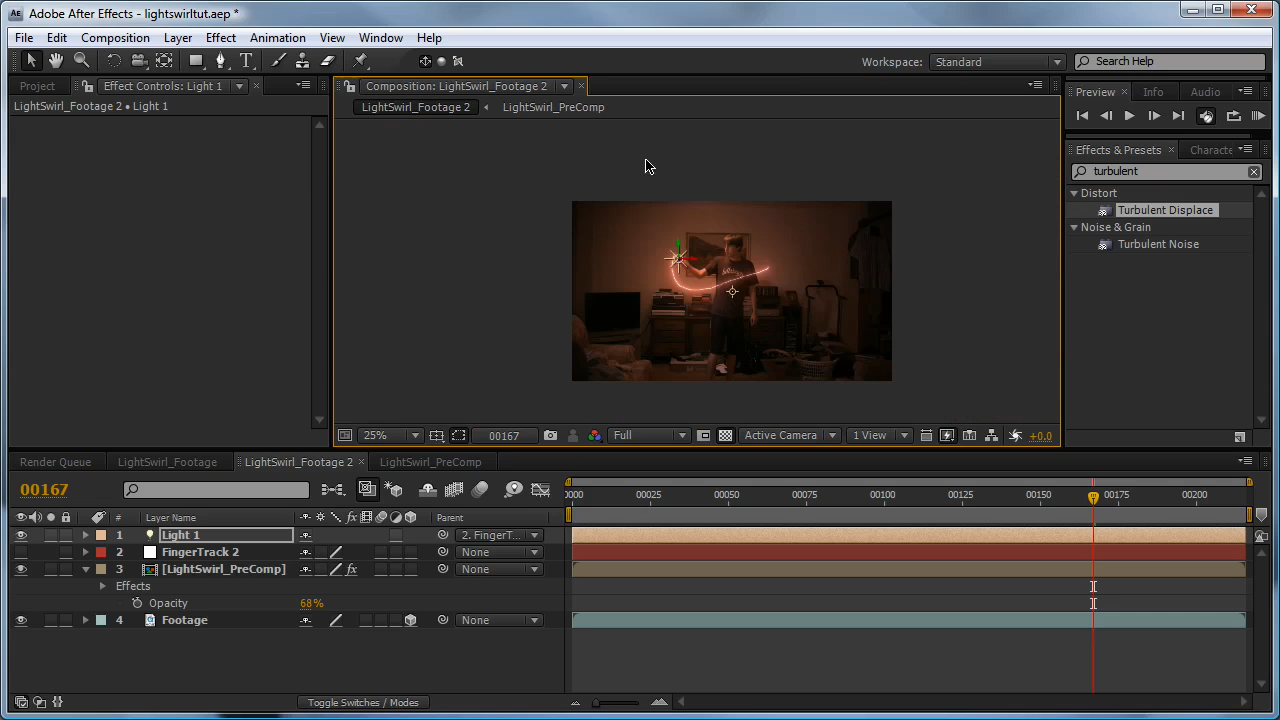 Adobe After Effects - lightswirltut.aep *
File Edit Composition Layer Effect Animation View Window Help
Workspace: Standard Search Help
Project Effect Controls: Light 1
LightSwirl_Footage 2 • Light 1
Composition: LightSwirl_Footage 2
LightSwirl_Footage 2 LightSwirl_PreComp
Preview Info Audio
Effects & Presets Characte
turbulent
Distort
Turbulent Displace
Noise & Grain
Turbulent Noise
25% 00167 Full Active Camera 1 View +0.0
Render Queue LightSwirl_Footage LightSwirl_Footage 2 LightSwirl_PreComp
00167
0000 00025 00050 00075 00100 00125 00150 00175 00200
# Layer Name Parent
1 Light 1 2. FingerT...
2 FingerTrack 2 None
3 [LightSwirl_PreComp] None
Effects
Opacity 68%
4 Footage None
Toggle Switches / Modes